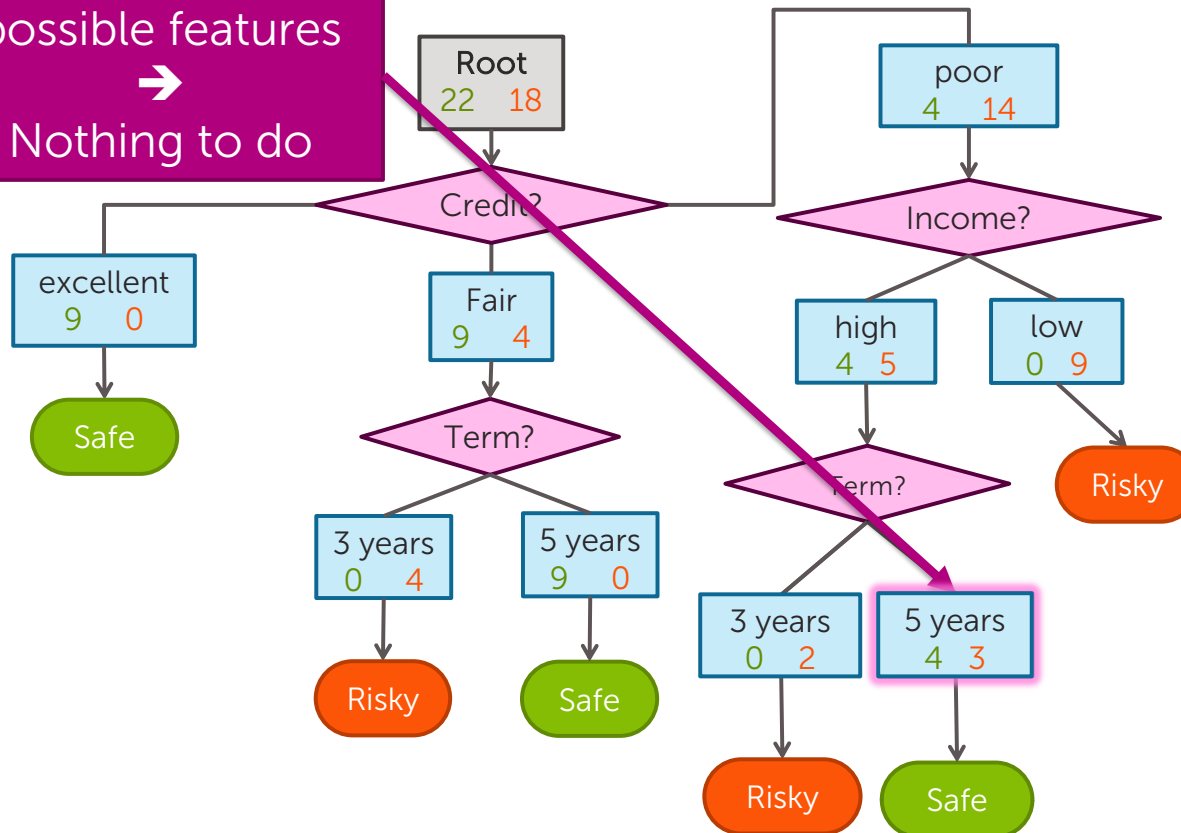 possible features
➔
Nothing to do
Root
22 18
Credit?
excellent
9 0
Safe
Fair
9 4
Term?
3 years
0 4
Risky
5 years
9 0
Safe
poor
4 14
Income?
high
4 5
low
0 9
Risky
Term?
3 years
0 2
Risky
5 years
4 3
Safe